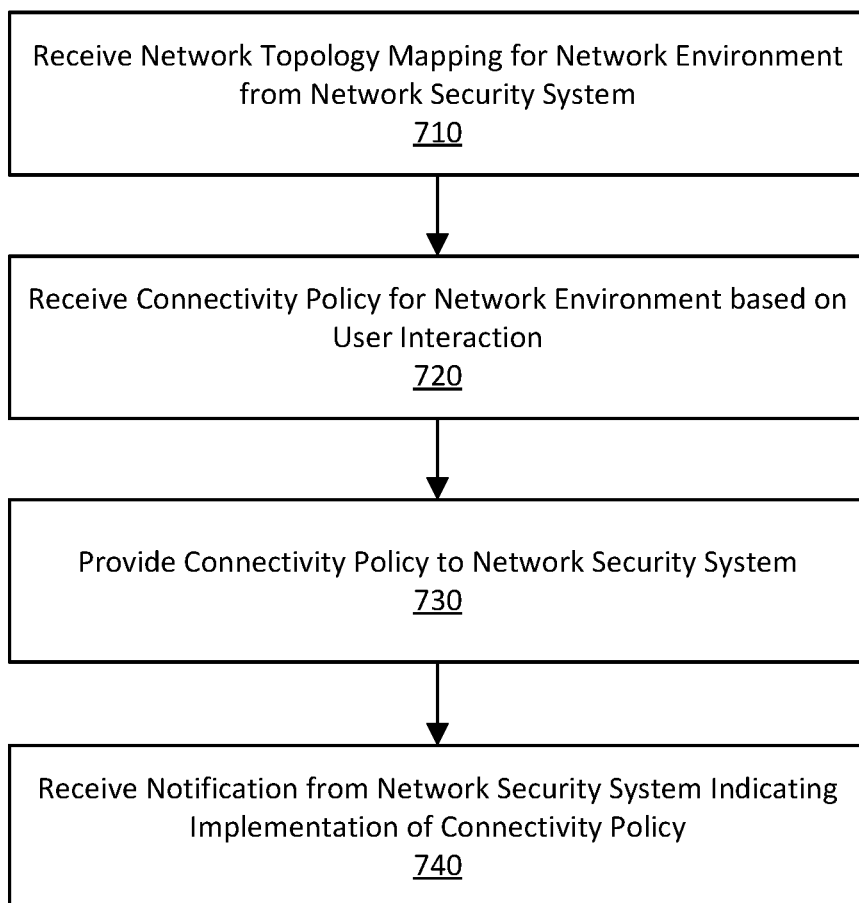 Receive Network Topology Mapping for Network Environment
from Network Security System
710
Receive Connectivity Policy for Network Environment based on
User Interaction
720
Provide Connectivity Policy to Network Security System
730
Receive Notification from Network Security System Indicating
Implementation of Connectivity Policy
740